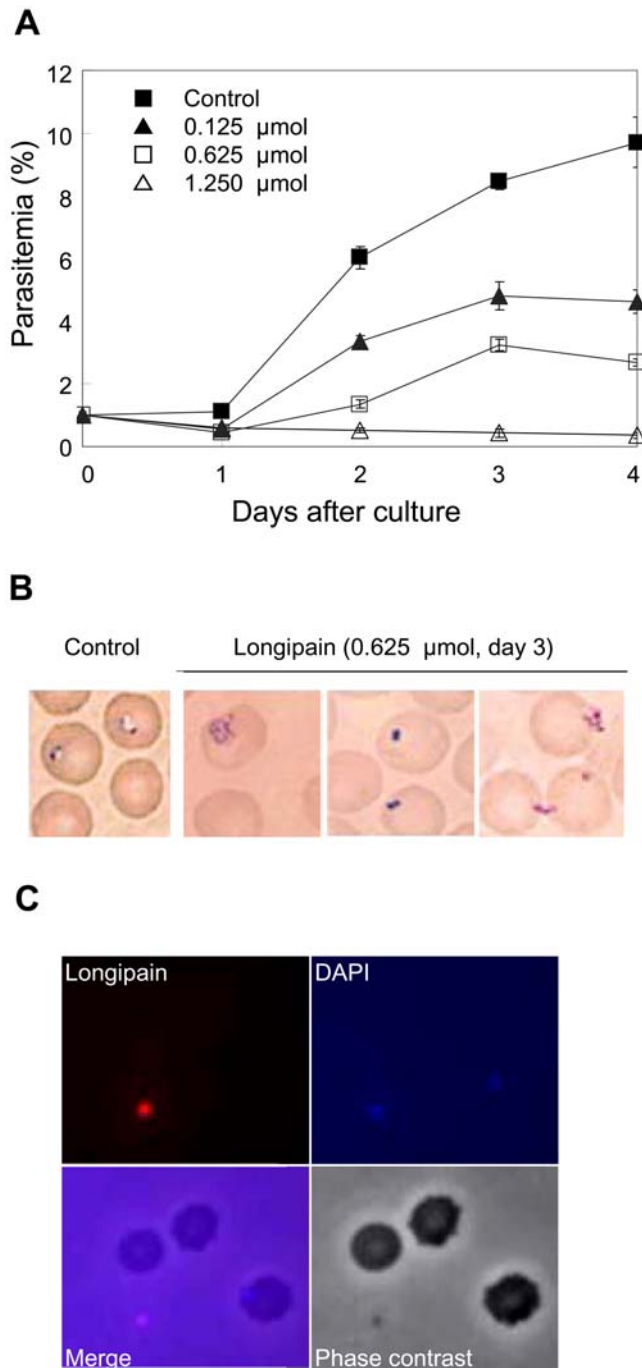 A
12
10
8
6
4
2
0
Parasitemia (%)
Control
0.125 µmol
0.625 µmol
1.250 µmol
0 1 2 3 4
Days after culture
B
Control
Longipain (0.625 µmol, day 3)
C
Longipain
DAPI
Merge
Phase contrast